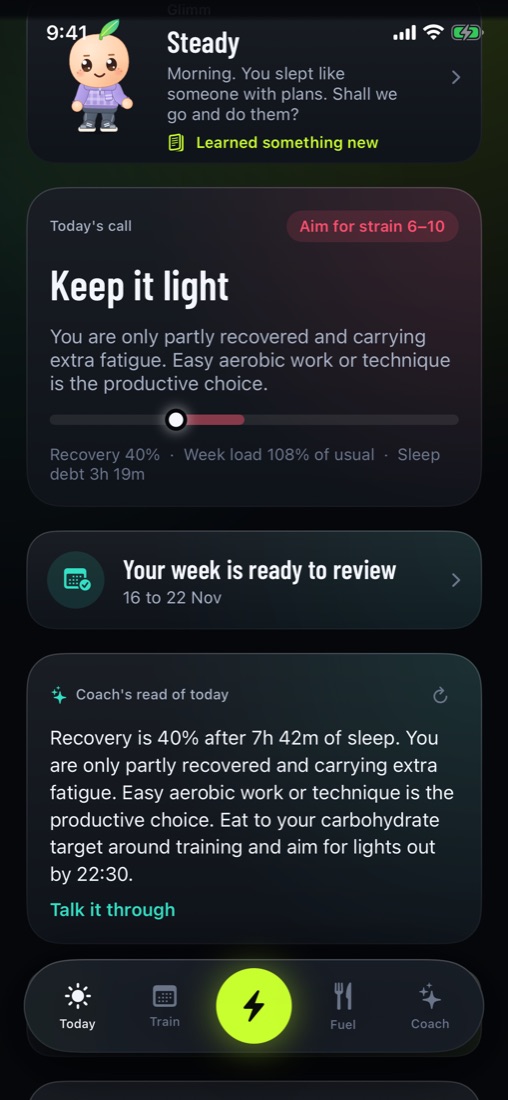 Glimm
9:41
Steady
Morning. You slept like
someone with plans. Shall we
go and do them?
Learned something new
Today's call
Aim for strain 6–10
Keep it light
You are only partly recovered and carrying
extra fatigue. Easy aerobic work or technique
is the productive choice.
Recovery 40% · Week load 108% of usual · Sleep
debt 3h 19m
Your week is ready to review
16 to 22 Nov
Coach's read of today
Recovery is 40% after 7h 42m of sleep. You
are only partly recovered and carrying extra
fatigue. Easy aerobic work or technique is the
productive choice. Eat to your carbohydrate
target around training and aim for lights out
by 22:30.
Talk it through
Today
Train
Fuel
Coach